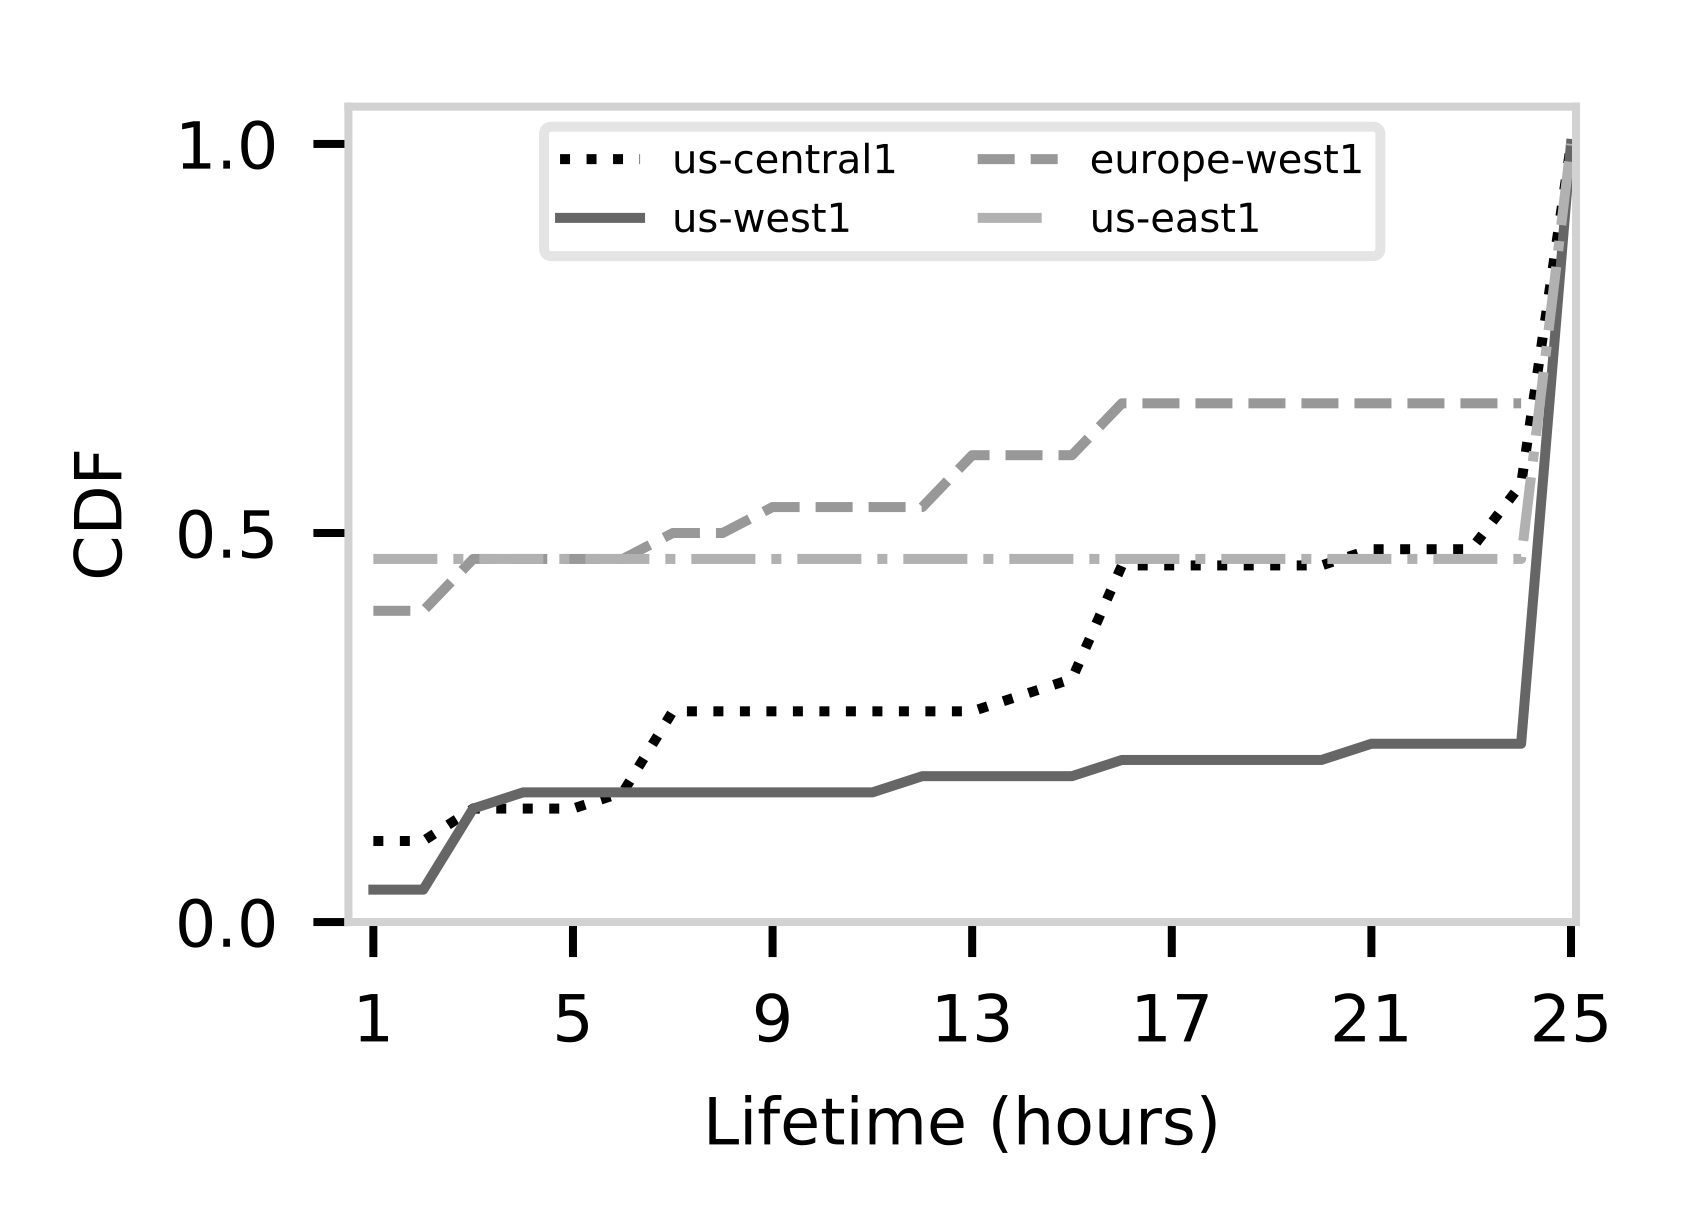 1.0
us-central1 europe-west1
us-west1 us-east1
CDF
0.5
0.0
1 5 9 13 17 21 25
Lifetime (hours)